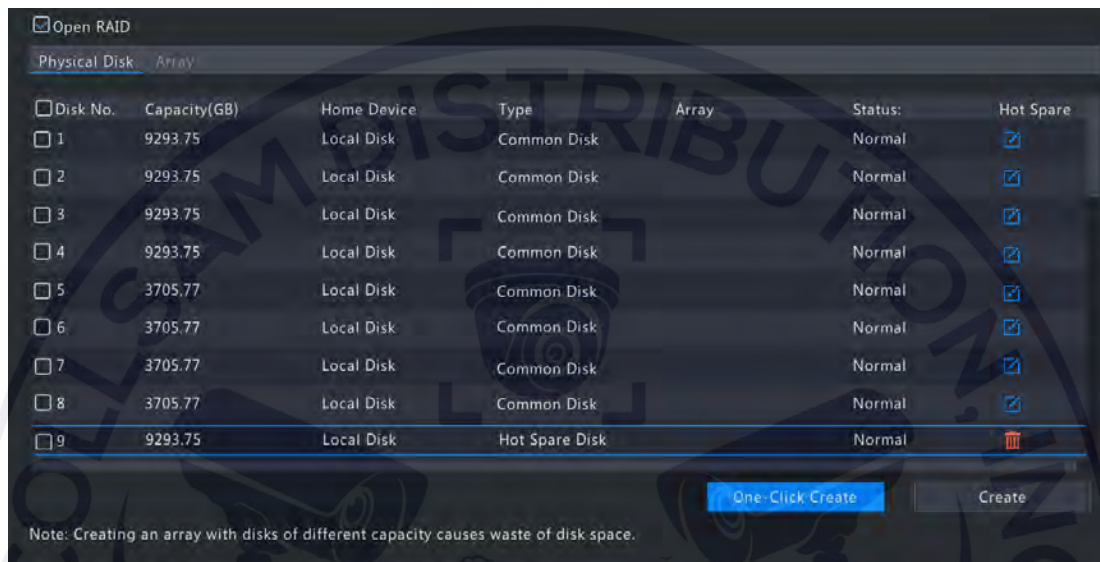 Open RAID
Physical Disk Array
Disk No. Capacity(GB) Home Device Type Array Status: Hot Spare
1 9293.75 Local Disk Common Disk Normal
2 9293.75 Local Disk Common Disk Normal
3 9293.75 Local Disk Common Disk Normal
4 9293.75 Local Disk Common Disk Normal
5 3705.77 Local Disk Common Disk Normal
6 3705.77 Local Disk Common Disk Normal
7 3705.77 Local Disk Common Disk Normal
8 3705.77 Local Disk Common Disk Normal
9 9293.75 Local Disk Hot Spare Disk Normal
One-Click Create Create
Note: Creating an array with disks of different capacity causes waste of disk space.
SAM DISTRIBUTION, IN